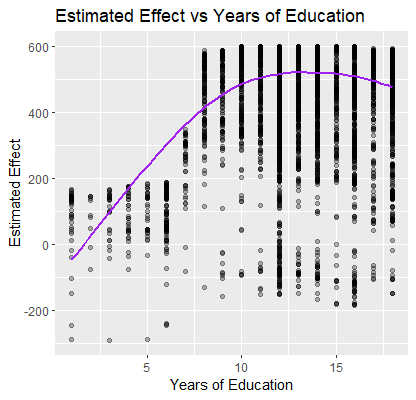 Estimated Effect vs Years of Education
600
400
200
0
-200
Estimated Effect
5
10
15
Years of Education